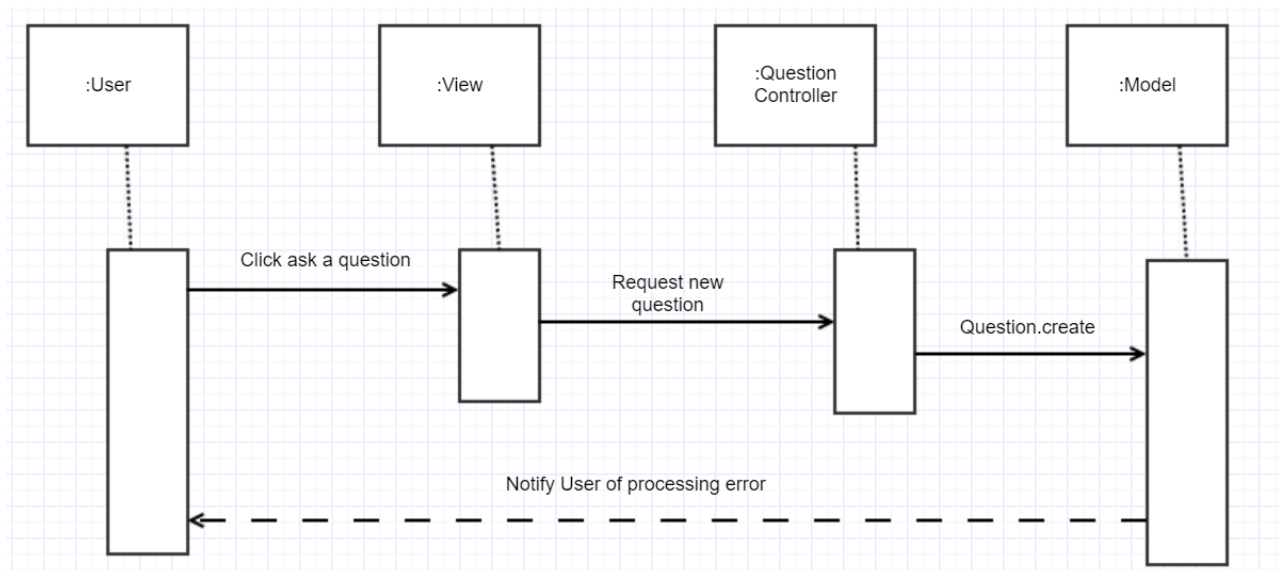 :User
:View
:Question
Controller
:Model
Click ask a question
Request new
question
Question.create
Notify User of processing error